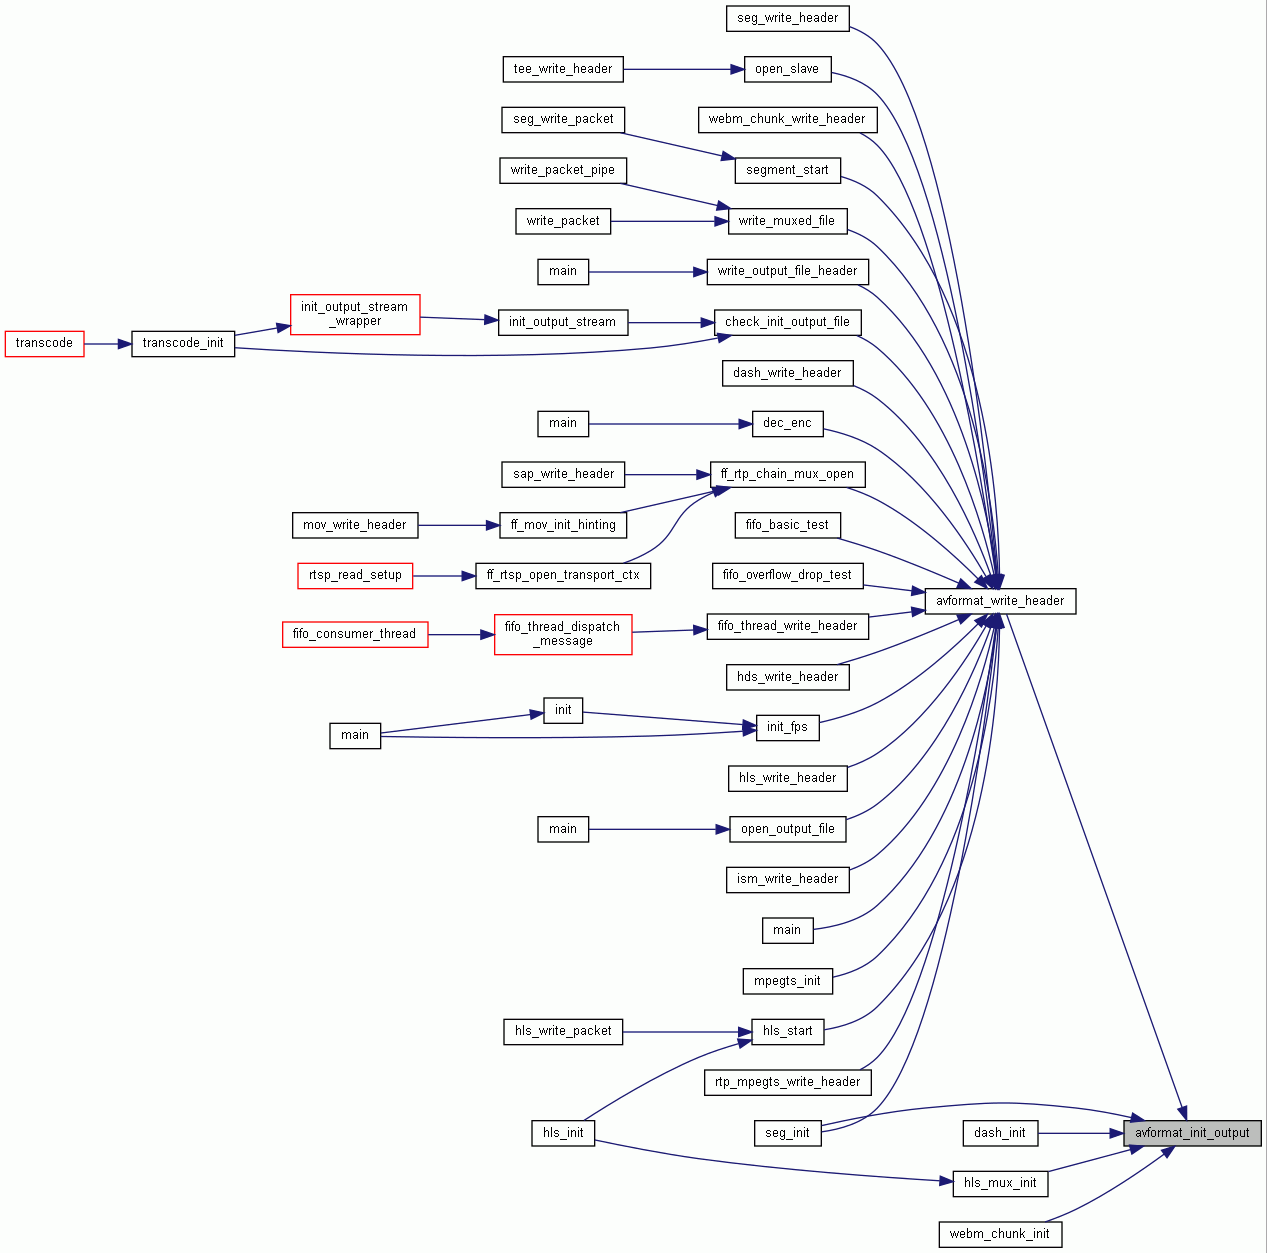 seg_write_header
tee_write_header
open_slave
seg_write_packet
webm_chunk_write_header
write_packet_pipe
segment_start
write_packet
write_muxed_file
main
write_output_file_header
init_output_stream
_wrapper
init_output_stream
check_init_output_file
transcode
transcode_init
dash_write_header
main
dec_enc
sap_write_header
ff_rtp_chain_mux_open
mov_write_header
ff_mov_init_hinting
fifo_basic_test
rtsp_read_setup
ff_rtsp_open_transport_ctx
fifo_overflow_drop_test
avformat_write_header
fifo_consumer_thread
fifo_thread_dispatch
_message
fifo_thread_write_header
hds_write_header
init
main
init_fps
hls_write_header
main
open_output_file
ism_write_header
main
mpegts_init
hls_write_packet
hls_start
rtp_mpegts_write_header
hls_init
seg_init
dash_init
avformat_init_output
hls_mux_init
webm_chunk_init